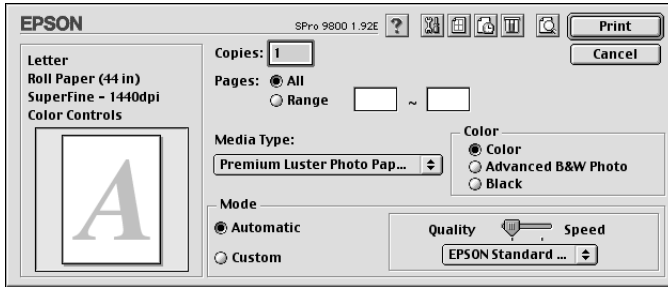 EPSON
SPro 9800 1.92E ? Print
Cancel
Letter
Roll Paper (44 in)
SuperFine - 1440dpi
Color Controls
A
Copies: 1
Pages: All
Range ~
Media Type:
Premium Luster Photo Pap...
Color
Color
Advanced B&W Photo
Black
Mode
Automatic
Custom
Quality Speed
EPSON Standard ...